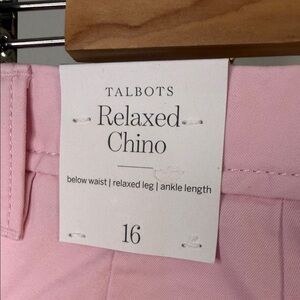 TALBOTS
Relaxed
Chino
below waist | relaxed leg | ankle length
16